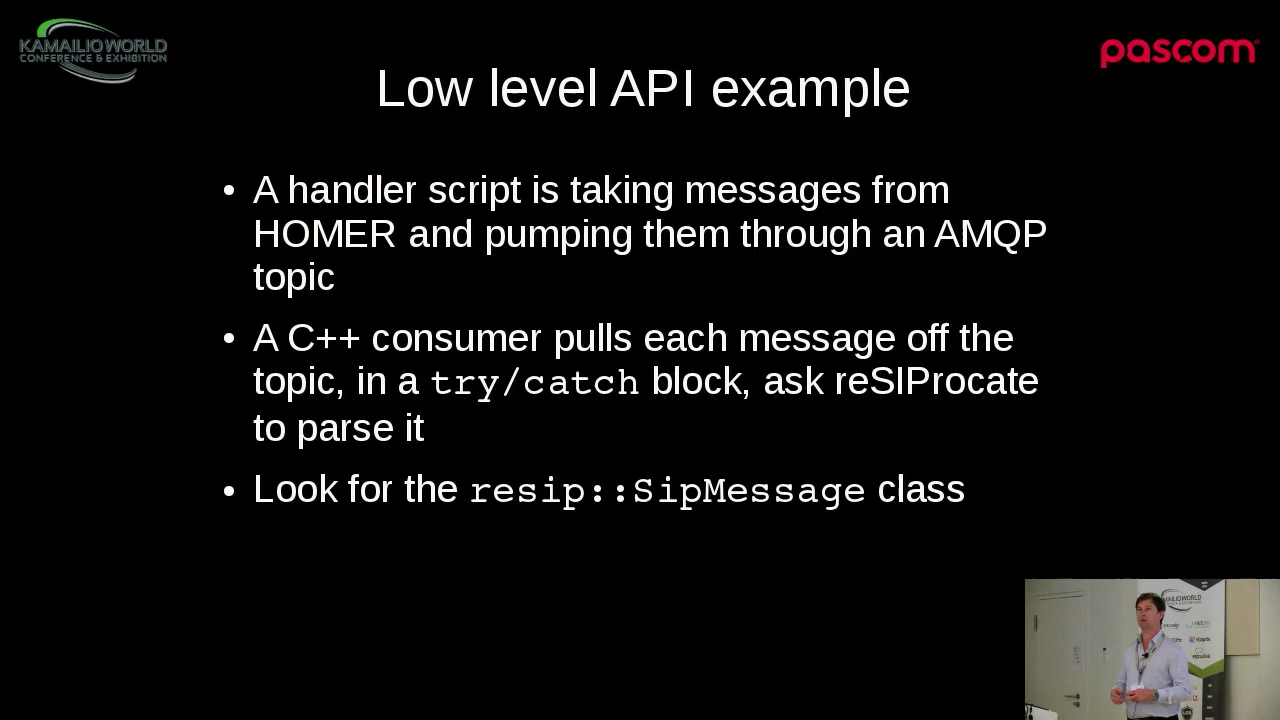 KAMAILIO WORLD
CONFERENCE & EXHIBITION
pascom
Low level API example
• A handler script is taking messages from
HOMER and pumping them through an AMQP
topic
• A C++ consumer pulls each message off the
topic, in a try/catch block, ask reSIProcate
to parse it
• Look for the resip::SipMessage class